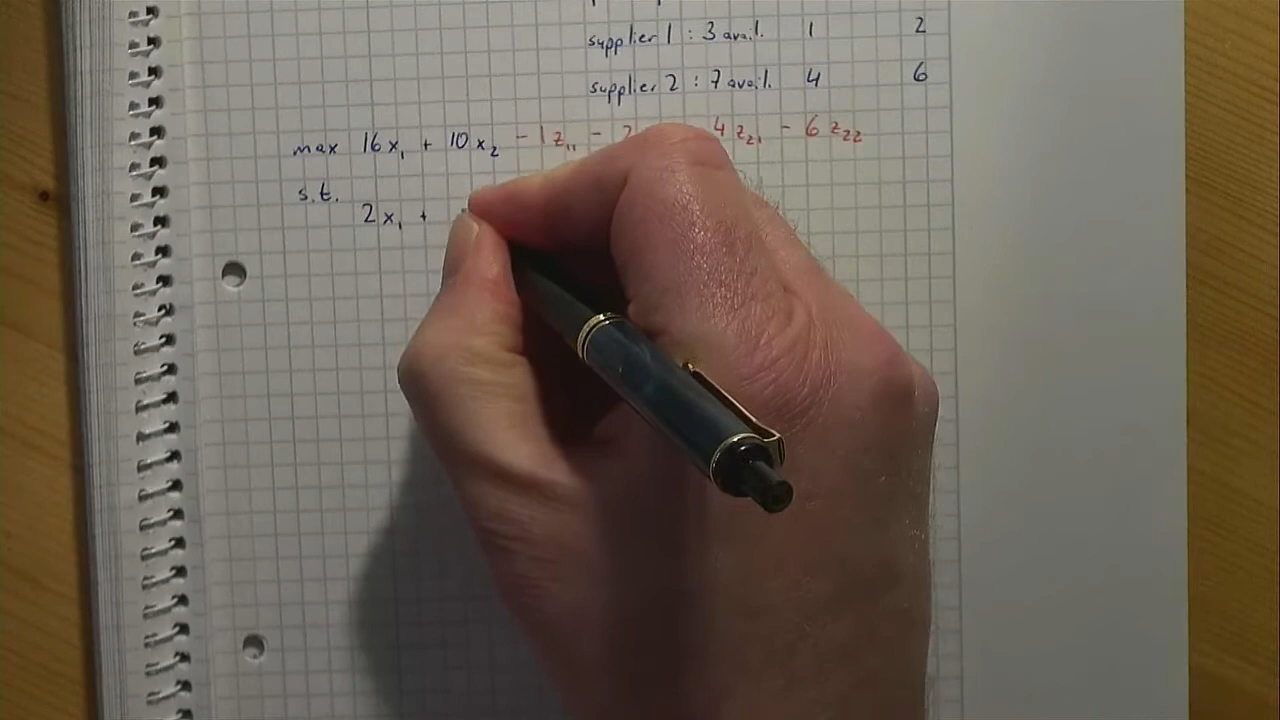 supplier 1 : 3 avail. 1 2
supplier 2 : 7 avail. 4 6
max 16x₁ + 10x₂ - 1z₁₁ - 2 4z₂₁ - 6z₂₂
s.t.
2x₁ +